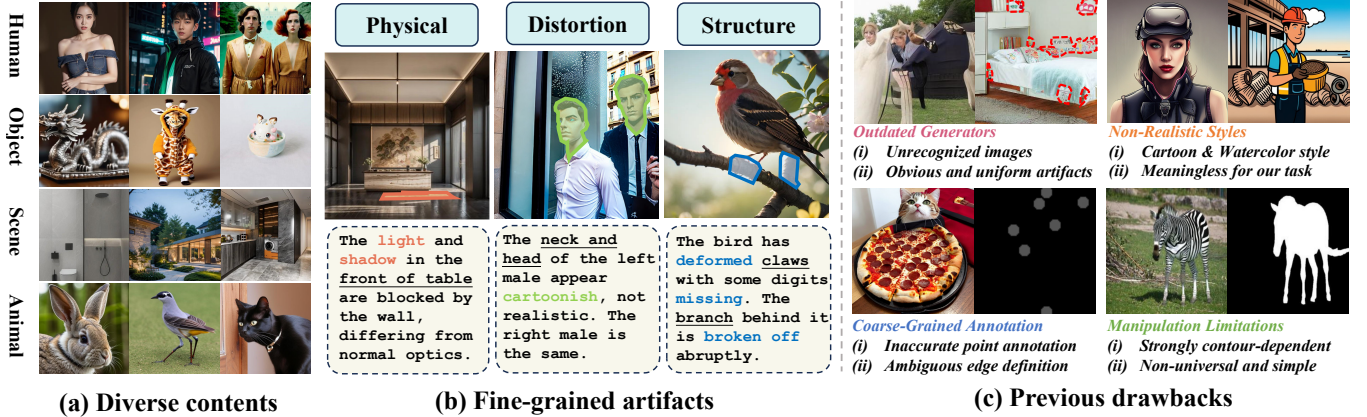 Human
Object
Scene
Animal
(a) Diverse contents
Physical
Distortion
Structure
The light and
shadow in the
front of table
are blocked by
the wall,
differing from
normal optics.
The neck and
head of the left
male appear
cartoonish, not
realistic. The
right male is
the same.
The bird has
deformed claws
with some digits
missing. The
branch behind it
is broken off
abruptly.
(b) Fine-grained artifacts
Outdated Generators
(i) Unrecognized images
(ii) Obvious and uniform artifacts
Non-Realistic Styles
(i) Cartoon & Watercolor style
(ii) Meaningless for our task
Coarse-Grained Annotation
(i) Inaccurate point annotation
(ii) Ambiguous edge definition
Manipulation Limitations
(i) Strongly contour-dependent
(ii) Non-universal and simple
(c) Previous drawbacks